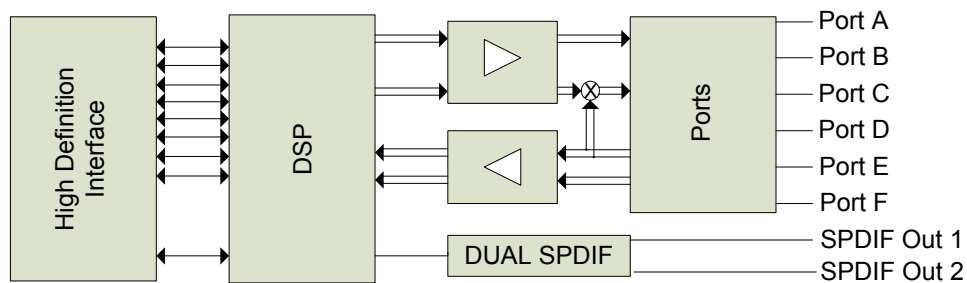 High Definition
Interface
DSP
DUAL SPDIF
Ports
Port A
Port B
Port C
Port D
Port E
Port F
SPDIF Out 1
SPDIF Out 2